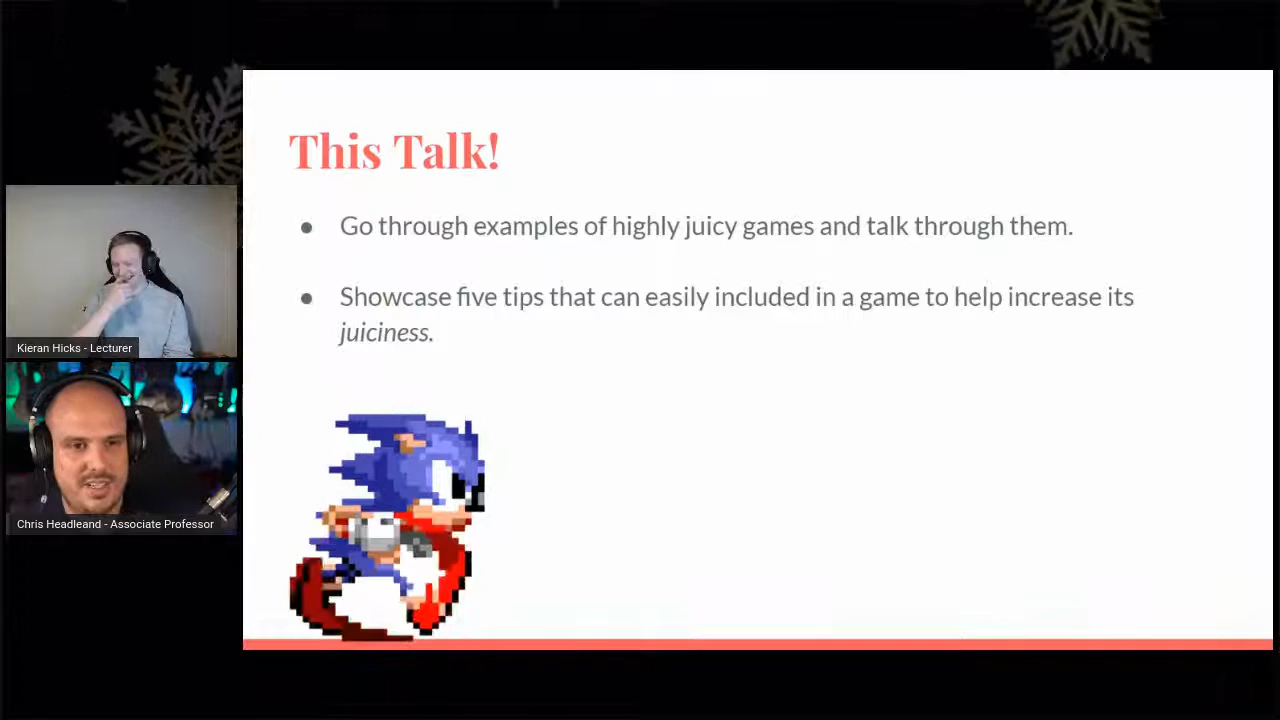 This Talk!
● Go through examples of highly juicy games and talk through them.
● Showcase five tips that can easily included in a game to help increase its
juiciness.
Kieran Hicks - Lecturer
Chris Headleand - Associate Professor